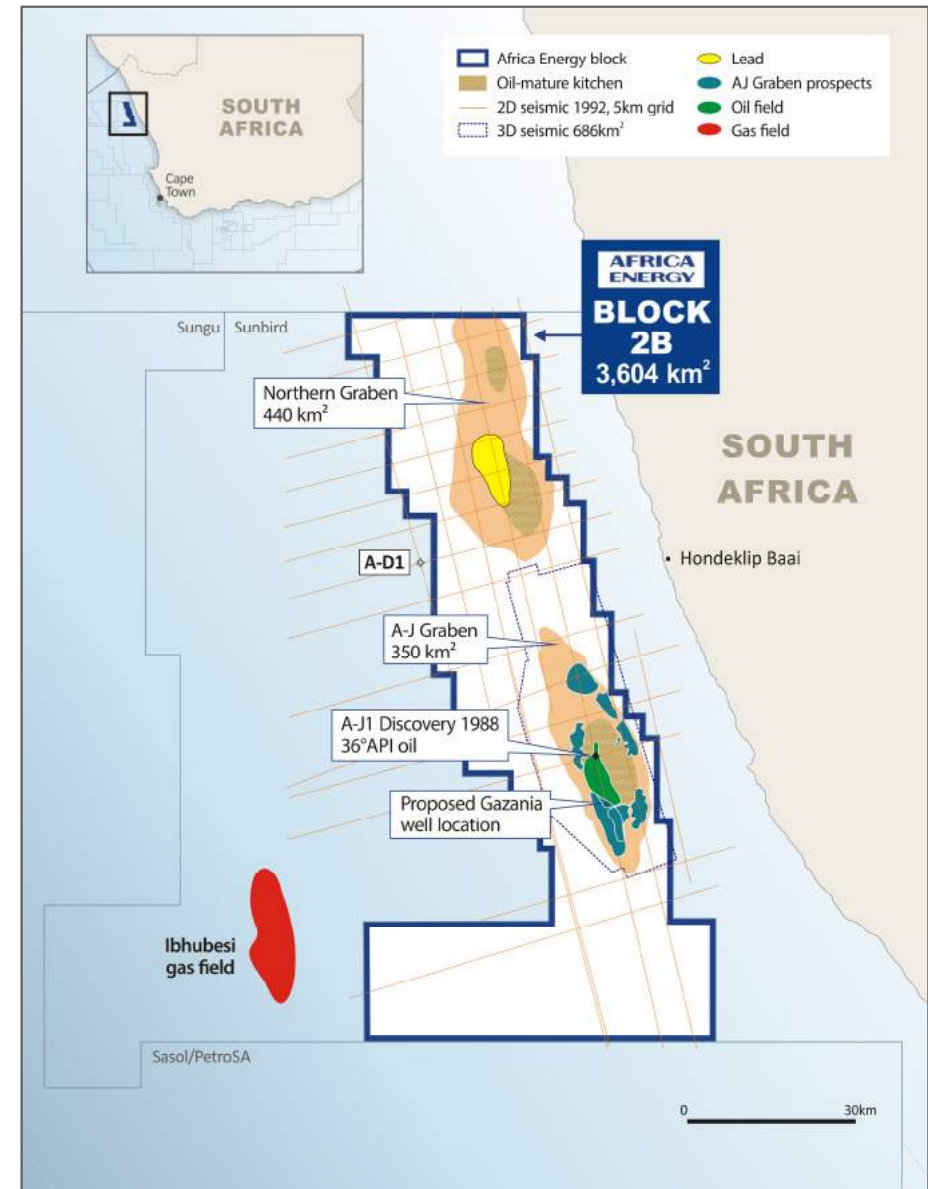 SOUTH
AFRICA
Cape
Town
Africa Energy block
Oil-mature kitchen
2D seismic 1992, 5km grid
3D seismic 686km²
Lead
AJ Graben prospects
Oil field
Gas field
AFRICA
ENERGY
BLOCK
2B
3,604 km²
Sungu
Sunbird
Northern Graben
440 km²
SOUTH
AFRICA
A-D1
Hondeklip Baai
A-J Graben
350 km²
A-J1 Discovery 1988
36°API oil
Proposed Gazania
well location
Ibhubesi
gas field
Sasol/PetroSA
0 30km